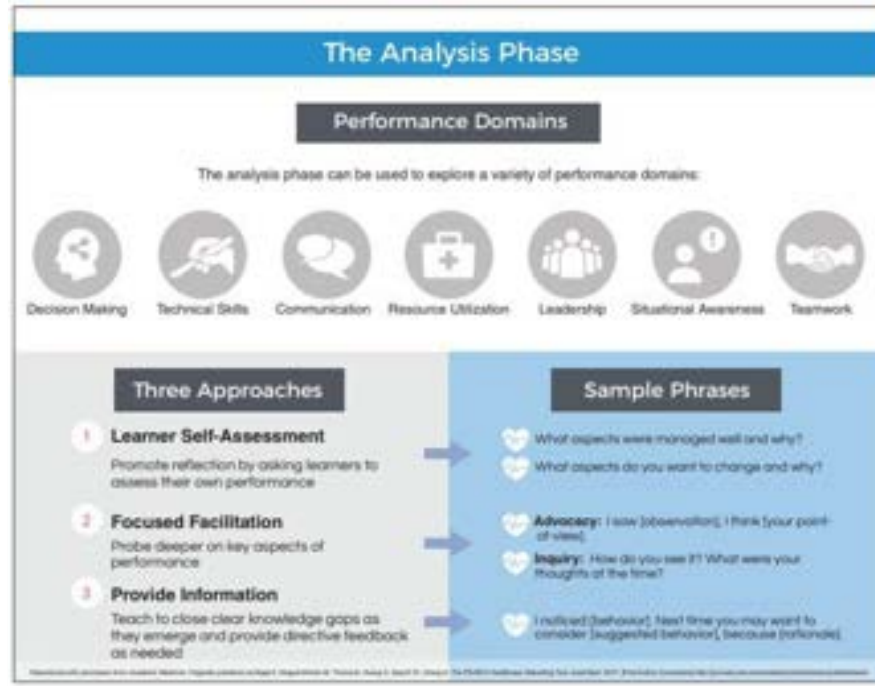 The Analysis Phase
Performance Domains
The analysis phase can be used to explore a variety of performance domains:
Decision Making
Technical Skills
Communication
Resource Utilization
Leadership
Situational Awareness
Teamwork
Three Approaches
1 Learner Self-Assessment
Promote reflection by asking learners to
assess their own performance
2 Focused Facilitation
Probe deeper on key aspects of
performance
3 Provide Information
Teach to close clear knowledge gaps as
they emerge and provide directive feedback
as needed
Sample Phrases
What aspects were managed well and why?
What aspects do you want to change and why?
Advocacy: I saw [observation], I think [your point-
of-view].
Inquiry: How do you see it? What were your
thoughts at the time?
I noticed [behavior]. Next time you may want to
consider [suggested behavior], because [rationale].